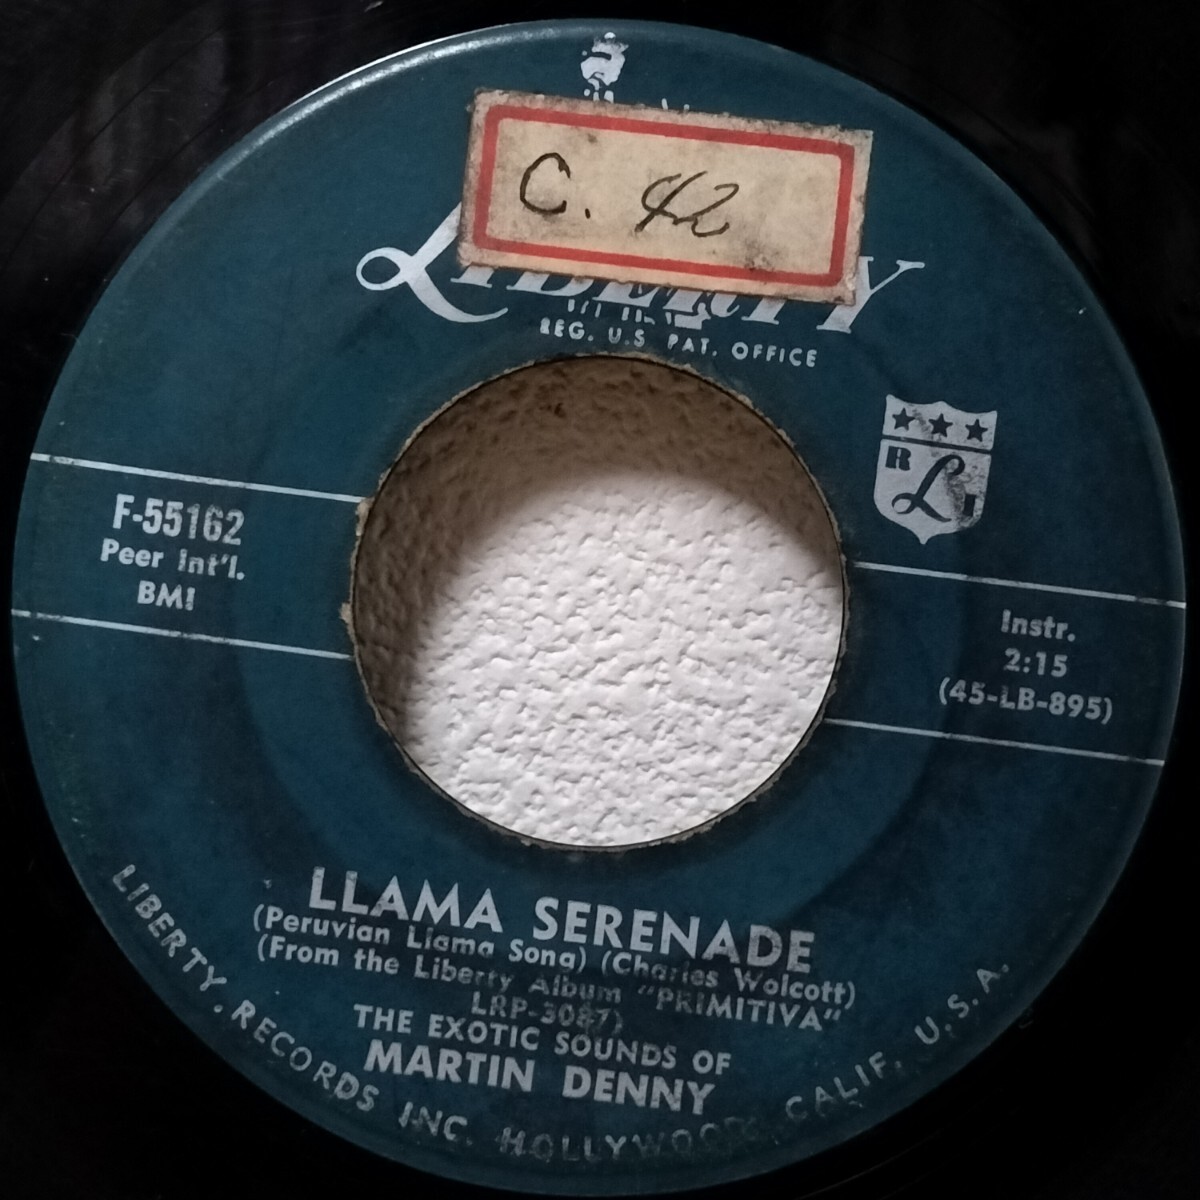 C. 42
LIBERTY
REG. U.S. PAT. OFFICE
R L
F-55162
Peer Int'l.
BMI
Instr.
2:15
(45-LB-895)
LLAMA SERENADE
(Peruvian Llama Song) (Charles Wolcott)
(From the Liberty Album "PRIMITIVA"
LRP-3087)
THE EXOTIC SOUNDS OF
MARTIN DENNY
LIBERTY RECORDS INC. HOLLYWOOD, CALIF. U.S.A.